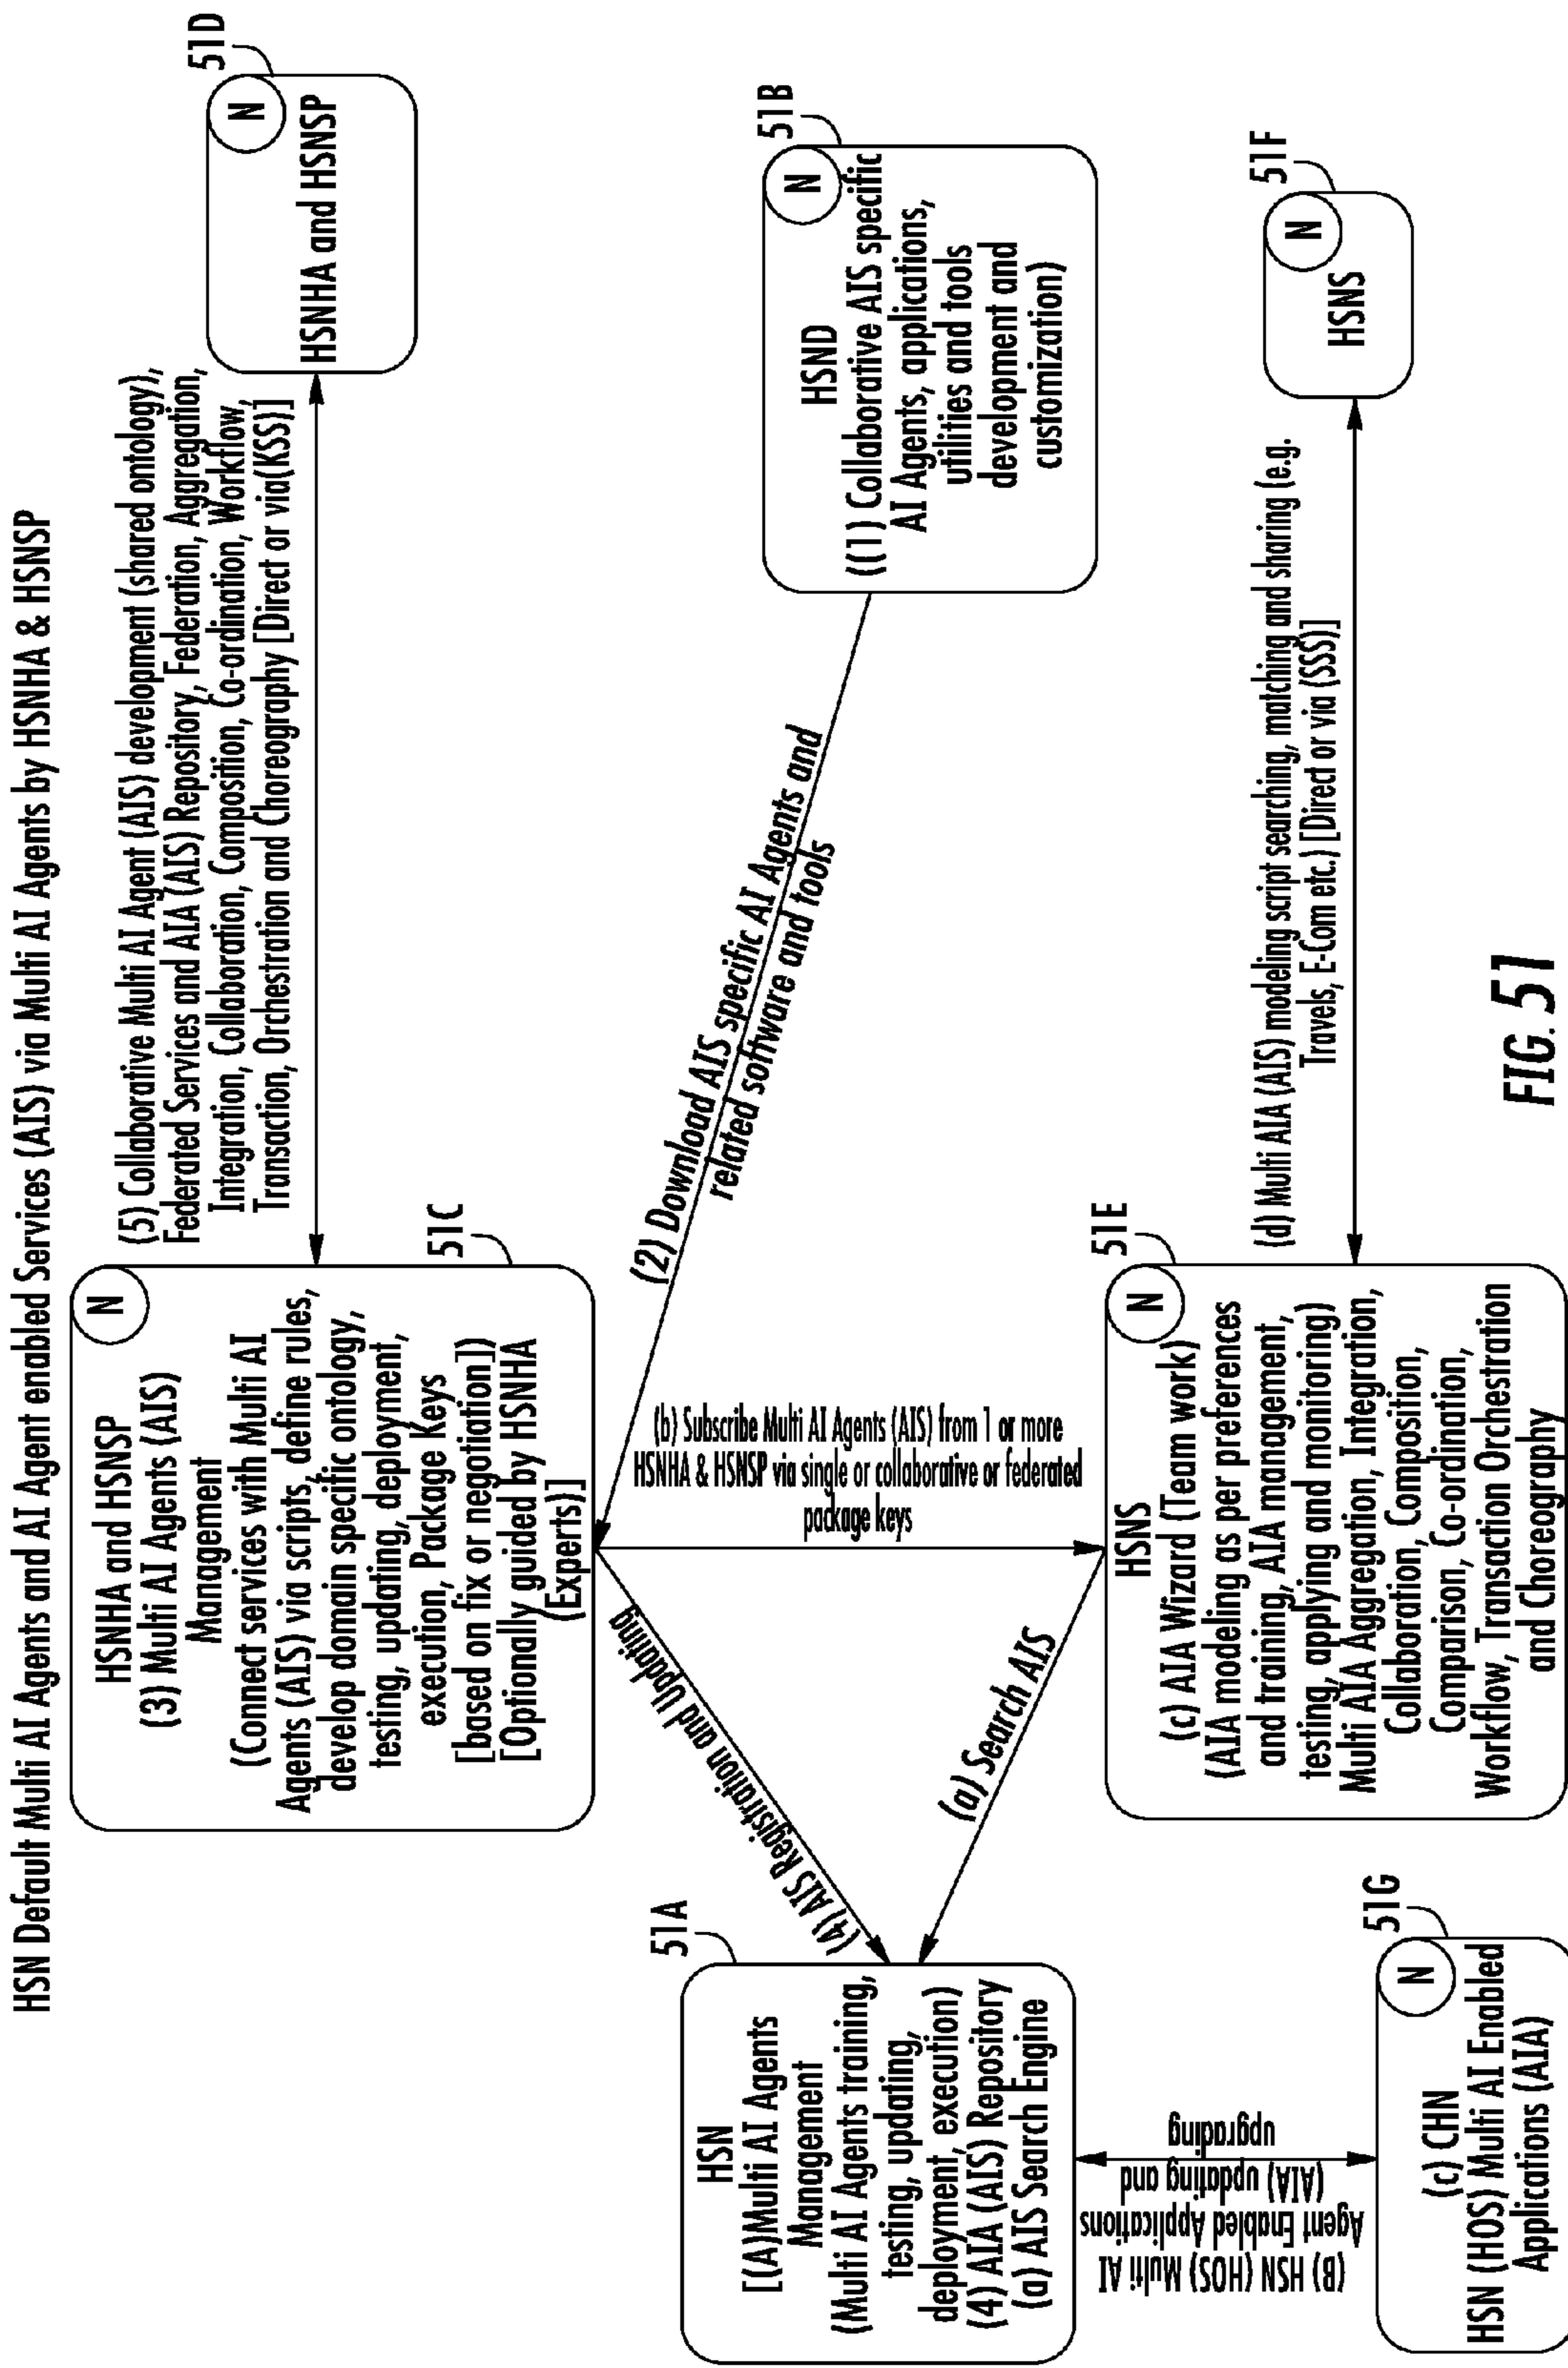 HSN Default Multi AI Agents and AI Agent enabled Services (AIS) via Multi AI Agents by HSNHA & HSNSP
51A
HSN
[(A)Multi AI Agents
Management
(Multi AI Agents training,
testing, updating,
deployment, execution)
(4) AIA (AIS) Repository
(a) AIS Search Engine
(4) AIS Registration and Updating
(a) Search AIS
(B) HSN (HOS) Multi AI
Agent Enabled Applications
(AIA) updating and
upgrading
51G
N
(c) CHN
HSN (HOS) Multi AI Enabled
Applications (AIA)
N
HSNHA and HSNSP
(3) Multi AI Agents (AIS)
Management
(Connect services with Multi AI
Agents (AIS) via scripts, define rules,
develop domain specific ontology,
testing, updating, deployment,
execution, Package Keys
[based on fix or negotiation])
[Optionally guided by HSNHA
(Experts)]
51C
(b) Subscribe Multi AI Agents (AIS) from 1 or more
HSNHA & HSNSP via single or collaborative or federated
package keys
51E
N
HSNS
(c) AIA Wizard (Team work)
(AIA modeling as per preferences
and training, AIA management,
testing, applying and monitoring)
Multi AIA Aggregation, Integration,
Collaboration, Composition,
Comparison, Co-ordination,
Workflow, Transaction Orchestration
and Choreography
(5) Collaborative Multi AI Agent (AIS) development (shared ontology),
Federated Services and AIA (AIS) Repository, Federation, Aggregation,
Integration, Collaboration, Composition, Co-ordination, Workflow,
Transaction, Orchestration and Choreography [Direct or via(KSS)]
51D
N
HSNHA and HSNSP
(2) Download AIS specific AI Agents and
related software and tools
51B
N
HSND
((1) Collaborative AIS specific
AI Agents, applications,
utilities and tools
development and
customization)
(d) Multi AIA (AIS) modeling script searching, matching and sharing (e.g.
Travels, E-Com etc.) [Direct or via (SSS)]
51F
N
HSNS
FIG. 51